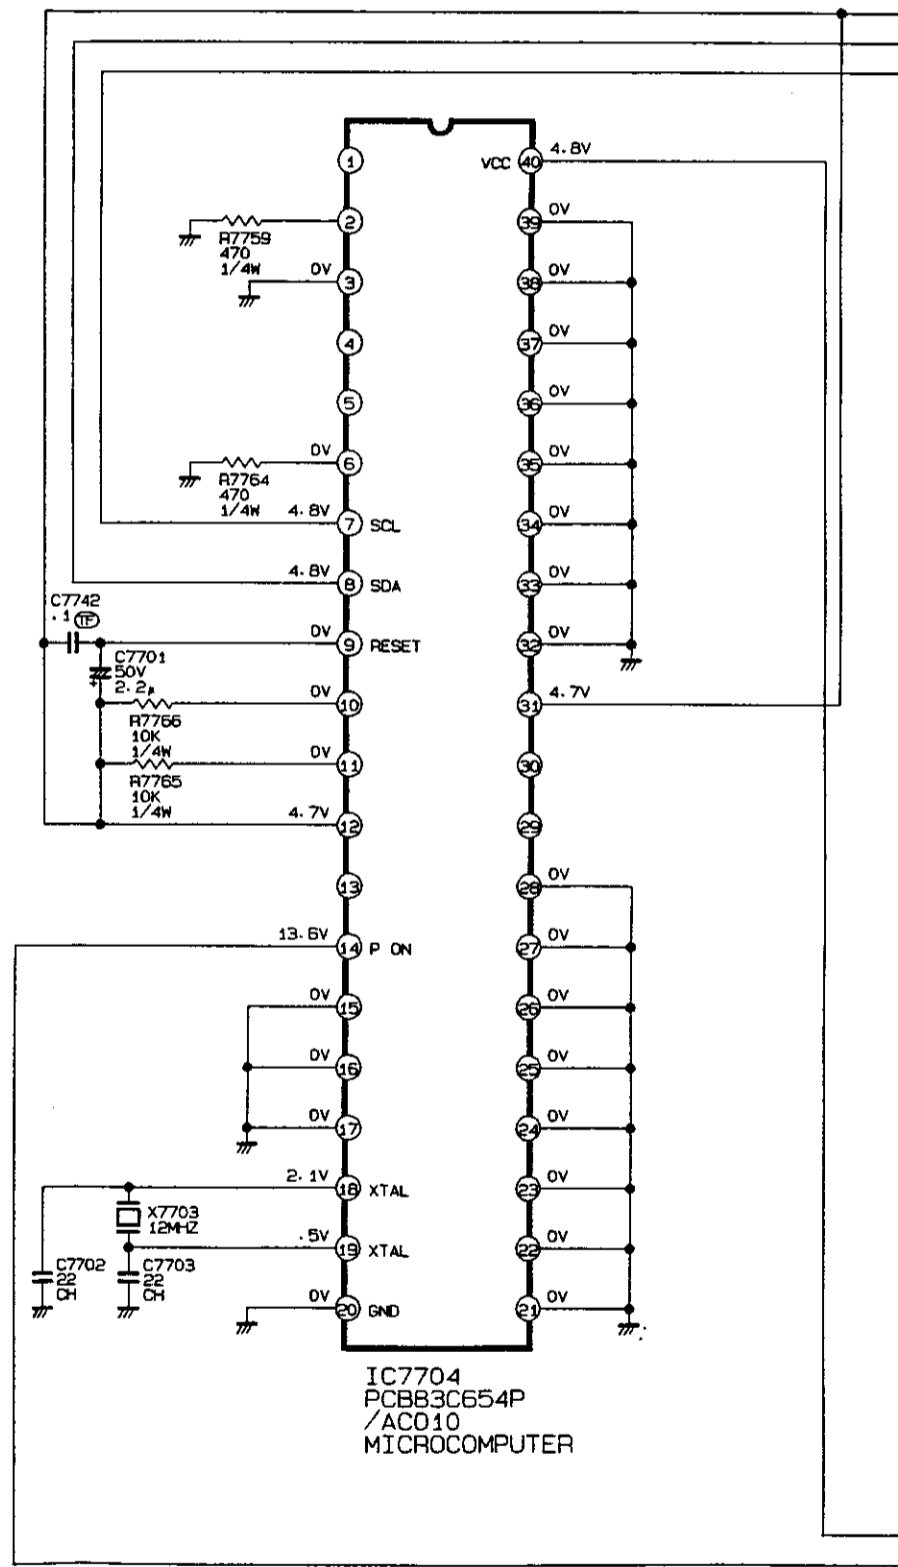 1
VCC 40 4.8V
2
39 0V
R7759
470
1/4W
0V 3
38 0V
4
37 0V
5
36 0V
0V 6
35 0V
R7764
470
1/4W
4.8V 7 SCL
34 0V
4.8V 8 SDA
33 0V
C7742
.1 TF
0V 9 RESET
32 0V
C7701
50V
+
2.2μ
0V 10
31 4.7V
R7766
10K
1/4W
0V 11
30
R7765
10K
1/4W
4.7V 12
29
13
28 0V
13.6V 14 P ON
27 0V
0V 15
26 0V
0V 16
25 0V
0V 17
24 0V
2.1V 18 XTAL
23 0V
X7703
12MHZ
.5V 19 XTAL
22 0V
C7702
22
CH
C7703
22
CH
0V 20 GND
21 0V
IC7704
PCB83C654P
/AC010
MICROCOMPUTER